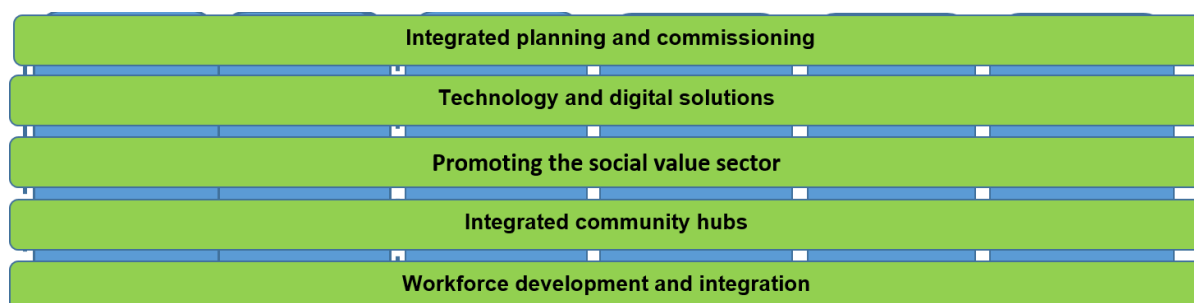 Integrated planning and commissioning
Technology and digital solutions
Promoting the social value sector
Integrated community hubs
Workforce development and integration